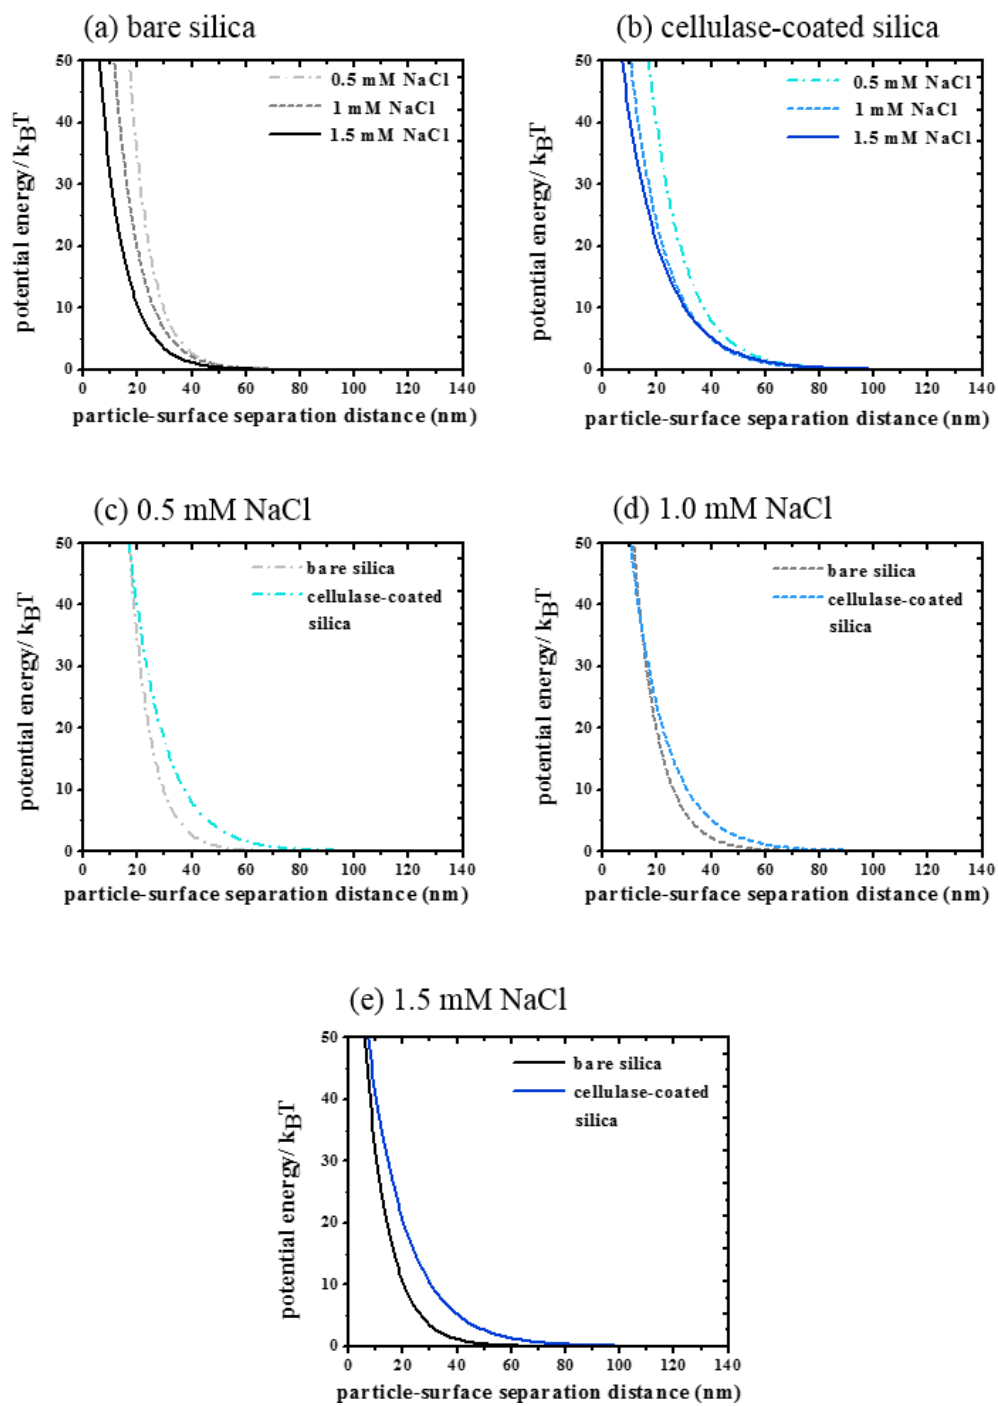 (a) bare silica
50
40
30
20
10
0
potential energy/kBT
0.5 mM NaCl
1 mM NaCl
1.5 mM NaCl
0 20 40 60 80 100 120 140
particle-surface separation distance (nm)
(b) cellulase-coated silica
50
40
30
20
10
0
potential energy/kBT
0.5 mM NaCl
1 mM NaCl
1.5 mM NaCl
0 20 40 60 80 100 120 140
particle-surface separation distance (nm)
(c) 0.5 mM NaCl
50
40
30
20
10
0
potential energy/kBT
bare silica
cellulase-coated
silica
0 20 40 60 80 100 120 140
particle-surface separation distance (nm)
(d) 1.0 mM NaCl
50
40
30
20
10
0
potential energy/kBT
bare silica
cellulase-coated
silica
0 20 40 60 80 100 120 140
particle-surface separation distance (nm)
(e) 1.5 mM NaCl
50
40
30
20
10
0
potential energy/kBT
bare silica
cellulase-coated
silica
0 20 40 60 80 100 120 140
particle-surface separation distance (nm)